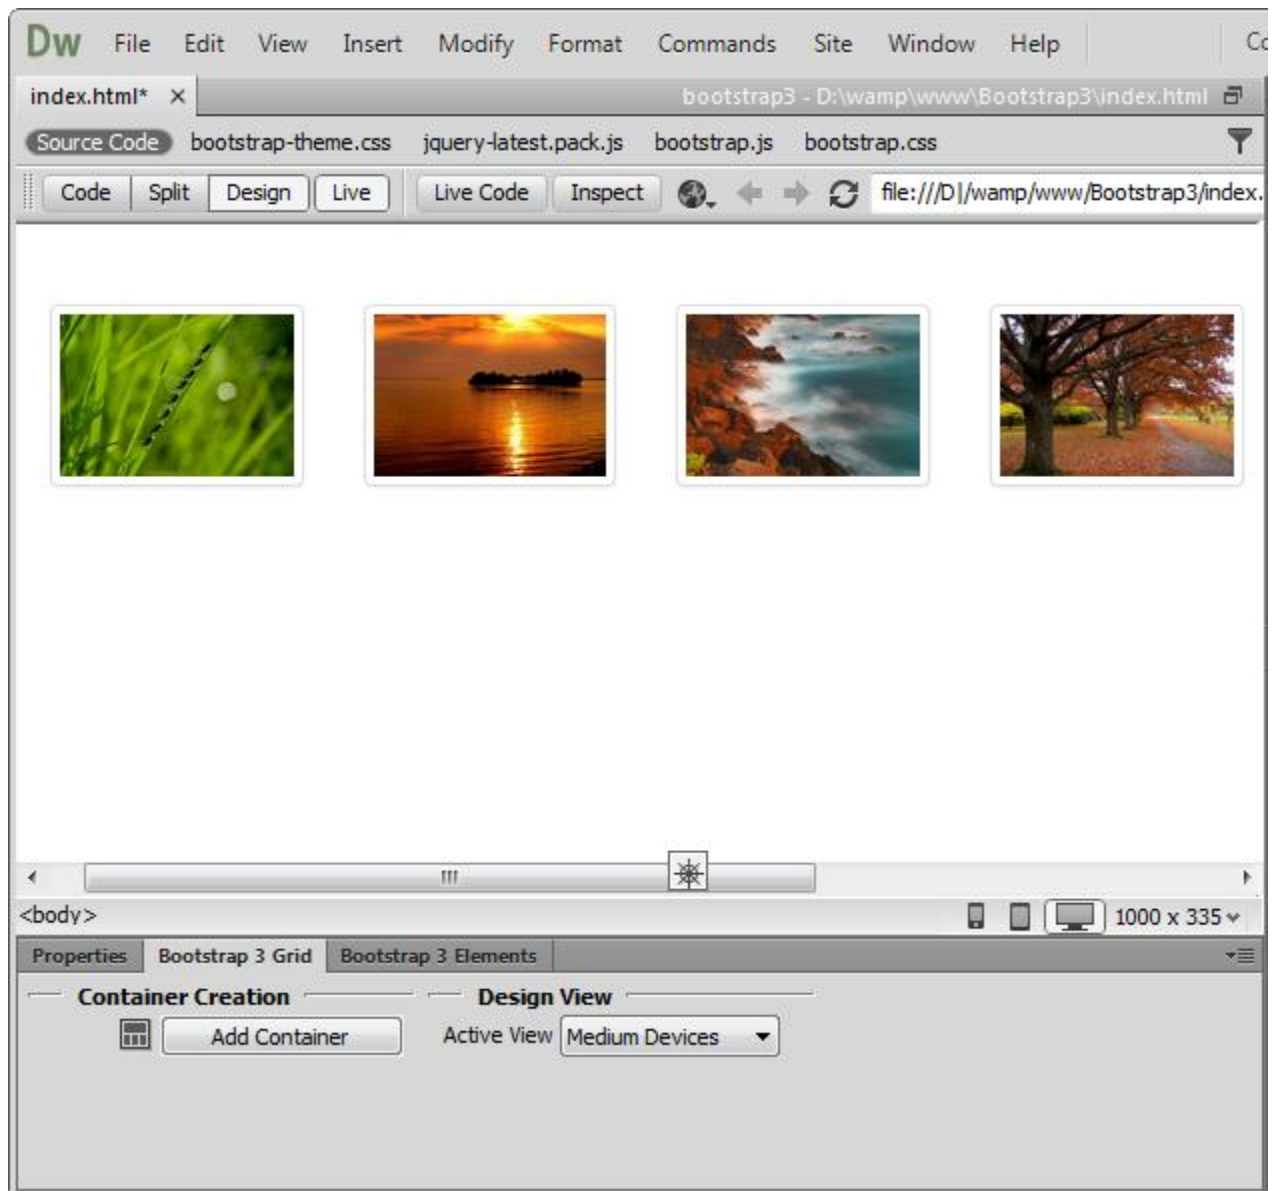 Dw File Edit View Insert Modify Format Commands Site Window Help
index.html* bootstrap3 - D:\wamp\www\Bootstrap3\index.html
Source Code bootstrap-theme.css jquery-latest.pack.js bootstrap.js bootstrap.css
Code Split Design Live Live Code Inspect file:///D|/wamp/www/Bootstrap3/index.
<body> 1000 x 335
Properties Bootstrap 3 Grid Bootstrap 3 Elements
Container Creation Design View
Add Container Active View Medium Devices